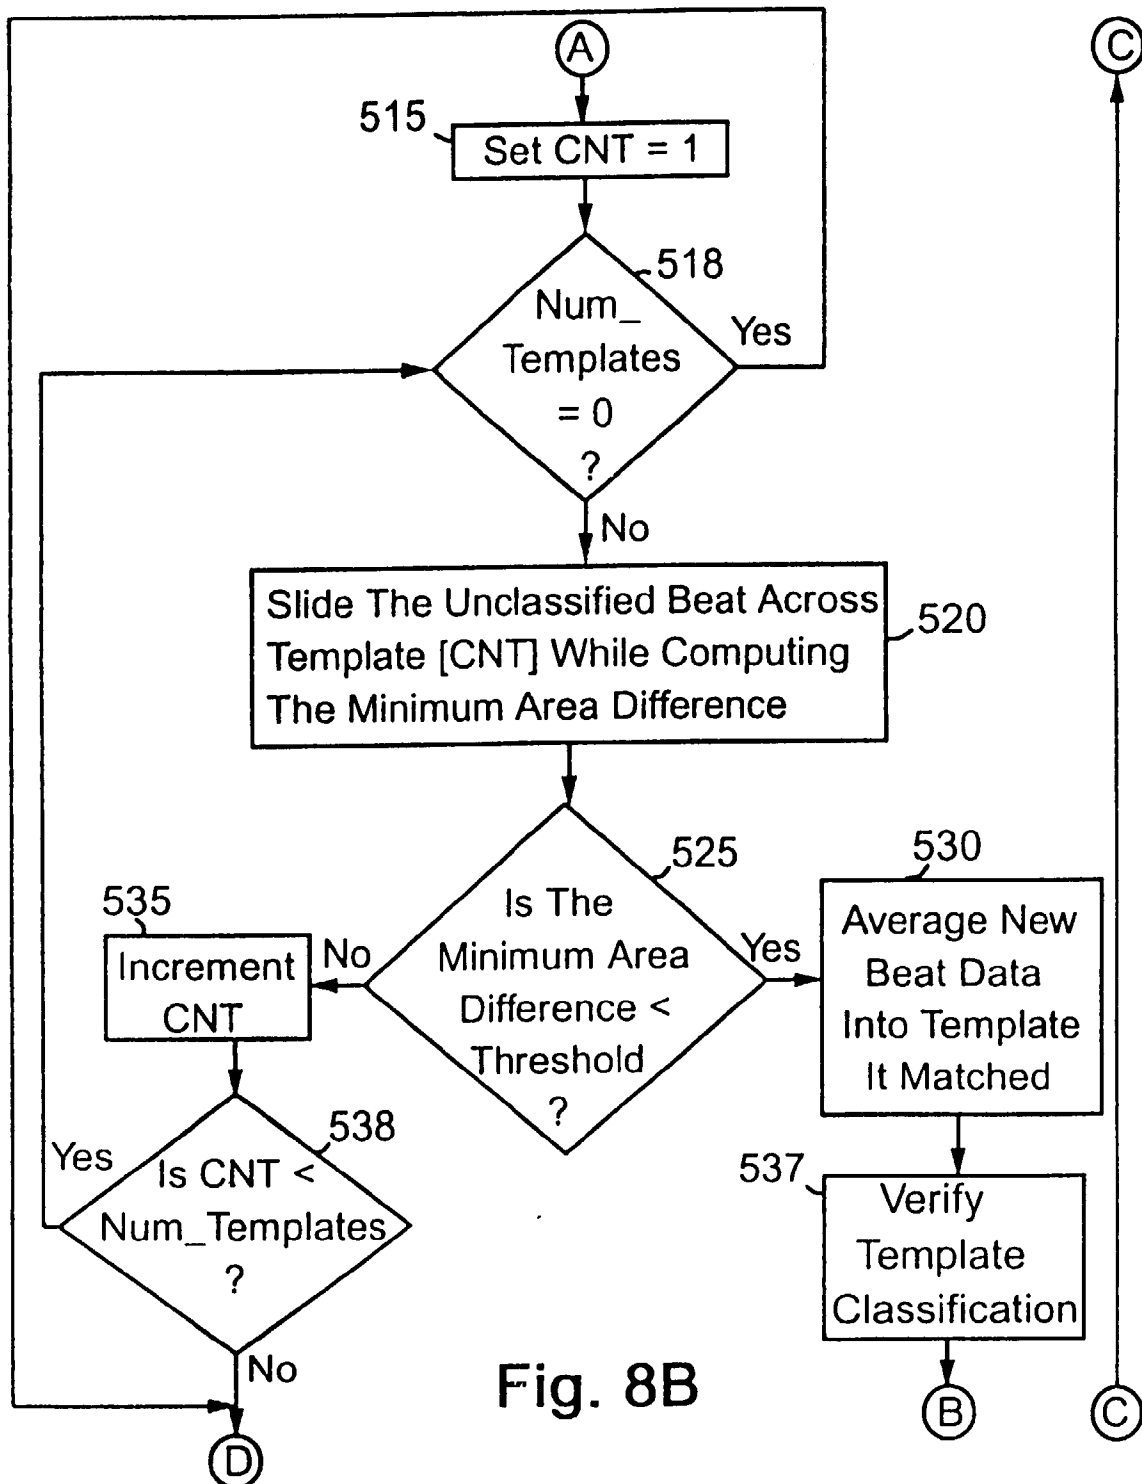 A
C
515
Set CNT = 1
518
Num_
Templates
= 0
?
Yes
No
Slide The Unclassified Beat Across
Template [CNT] While Computing
The Minimum Area Difference
520
525
Is The
Minimum Area
Difference <
Threshold
?
No
Yes
530
Average New
Beat Data
Into Template
It Matched
535
Increment
CNT
538
Is CNT <
Num_Templates
?
Yes
No
537
Verify
Template
Classification
Fig. 8B
B
C
D